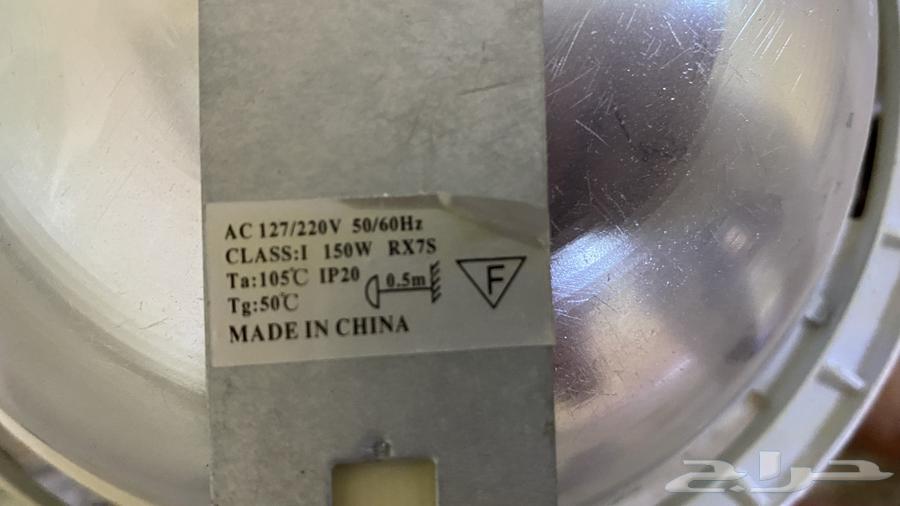 AC 127/220V 50/60Hz
CLASS:I 150W RX7S
Ta:105℃ IP20
0.5m
F
Tg:50℃
MADE IN CHINA
حراج